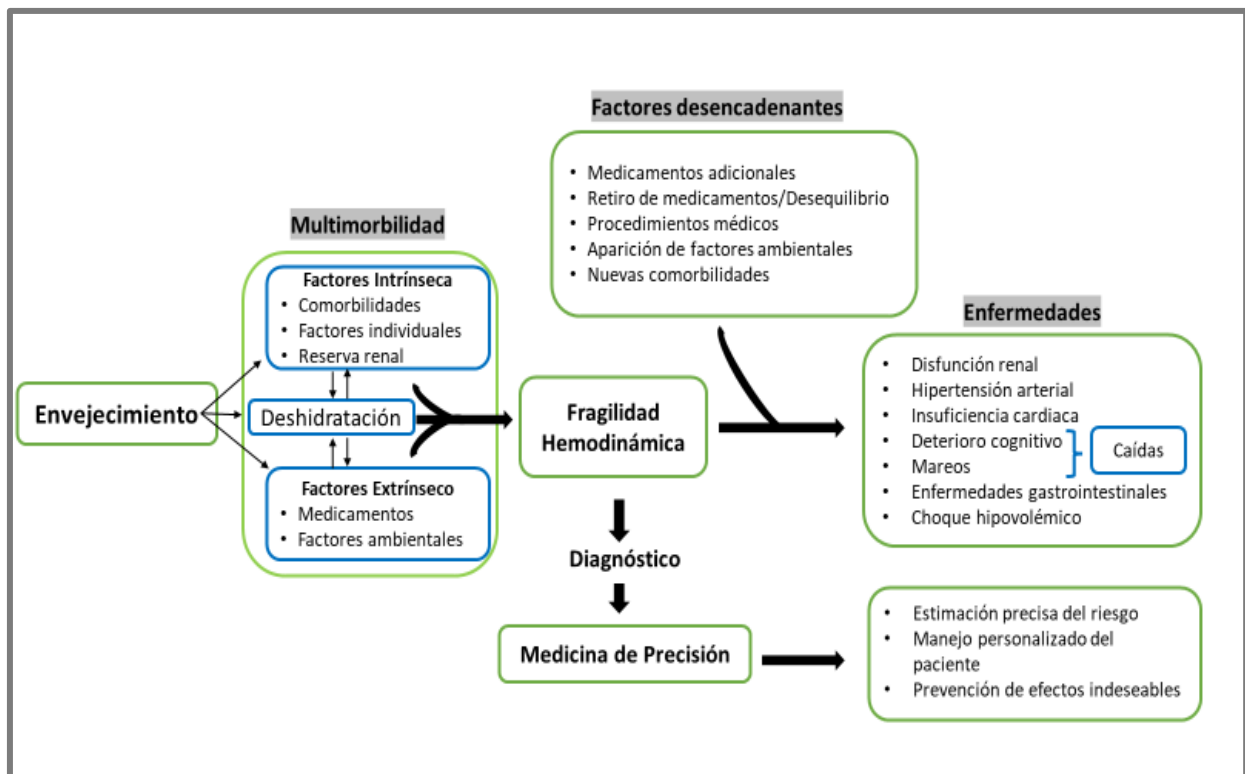 Factores desencadenantes
• Medicamentos adicionales
• Retiro de medicamentos/Desequilibrio
• Procedimientos médicos
• Aparición de factores ambientales
• Nuevas comorbilidades
Multimorbilidad
Factores Intrínseca
• Comorbilidades
• Factores individuales
• Reserva renal
Envejecimiento
Deshidratación
Factores Extrínseco
• Medicamentos
• Factores ambientales
Fragilidad
Hemodinámica
Enfermedades
• Disfunción renal
• Hipertensión arterial
• Insuficiencia cardiaca
• Deterioro cognitivo
• Mareos
• Enfermedades gastrointestinales
• Choque hipovolémico
Caídas
Diagnóstico
Medicina de Precisión
• Estimación precisa del riesgo
• Manejo personalizado del
paciente
• Prevención de efectos indeseables